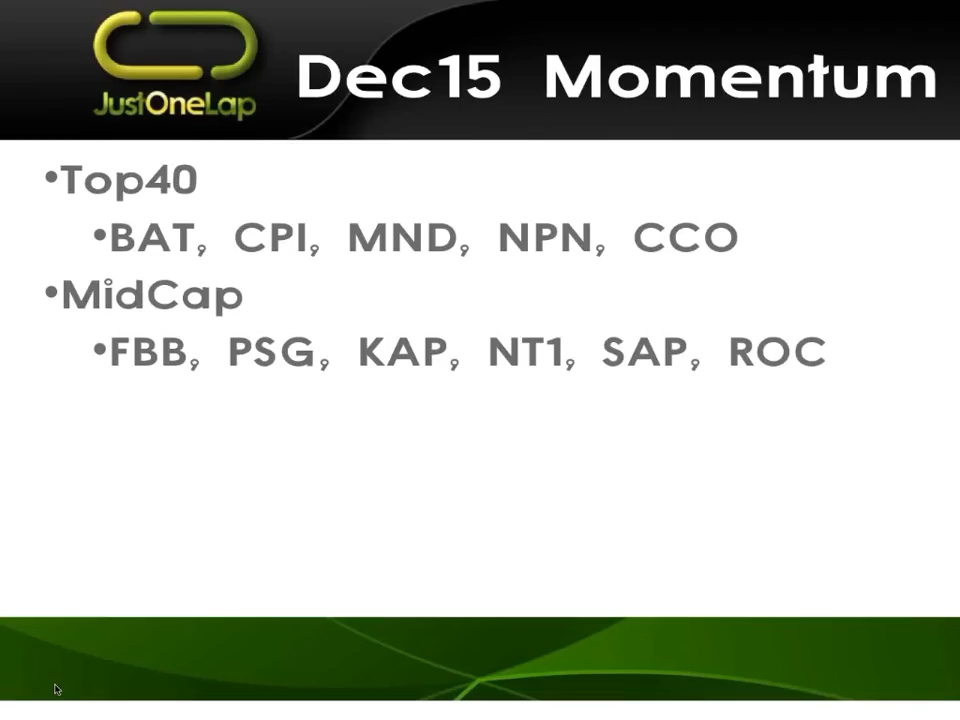 JustOneLap
Dec15 Momentum
•Top40
•BAT, CPI, MND, NPN, CCO
•MidCap
•FBB, PSG, KAP, NT1, SAP, ROC